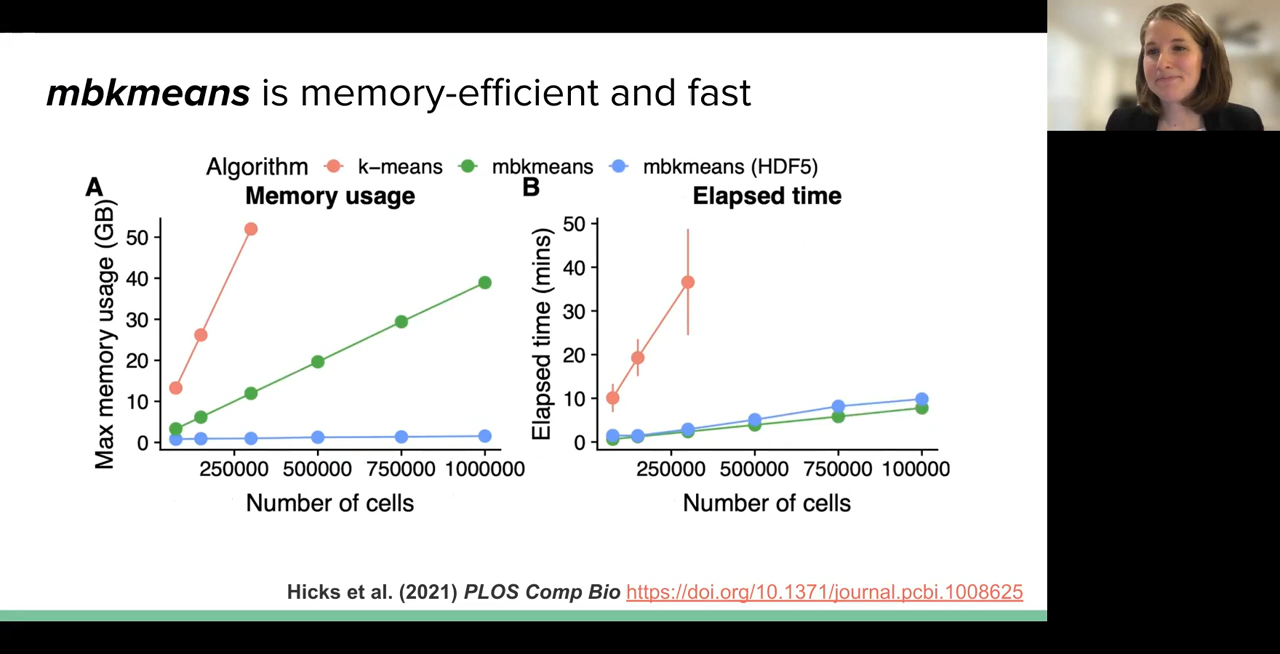 mbkmeans is memory-efficient and fast
Algorithm k−means mbkmeans mbkmeans (HDF5)
A
Memory usage
Max memory usage (GB)
50
40
30
20
10
0
250000 500000 750000 1000000
Number of cells
B
Elapsed time
Elapsed time (mins)
50
40
30
20
10
0
250000 500000 750000 100000
Number of cells
Hicks et al. (2021) PLOS Comp Bio https://doi.org/10.1371/journal.pcbi.1008625